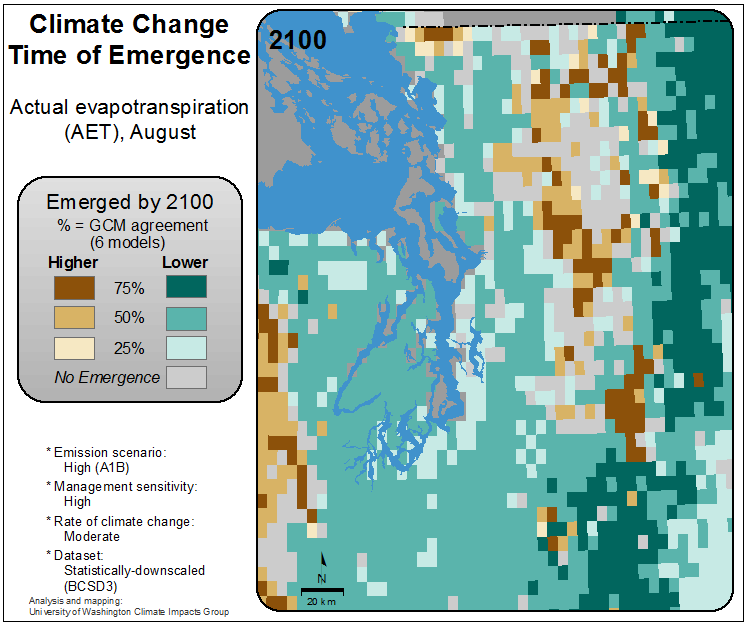 Climate Change
Time of Emergence
Actual evapotranspiration
(AET), August
Emerged by 2100
% = GCM agreement
(6 models)
Higher Lower
75%
50%
25%
No Emergence
* Emission scenario:
High (A1B)
* Management sensitivity:
High
* Rate of climate change:
Moderate
* Dataset:
Statistically-downscaled
(BCSD3)
Analysis and mapping:
University of Washington Climate Impacts Group
2100
N
20 km